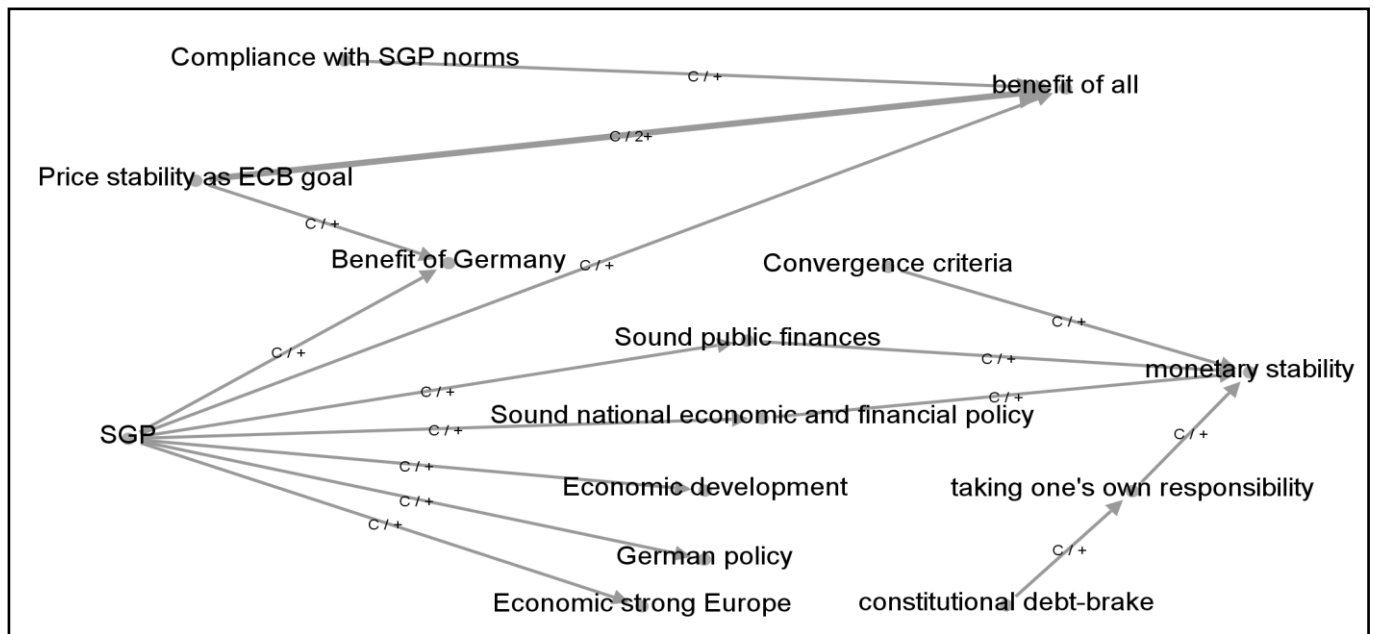 Compliance with SGP norms
C / +
benefit of all
C / 2+
Price stability as ECB goal
C / +
Benefit of Germany
C / +
Convergence criteria
C / +
Sound public finances
C / +
C / +
monetary stability
C / +
C / +
Sound national economic and financial policy
SGP
C / +
C / +
C / +
Economic development
taking one's own responsibility
C / +
C / +
German policy
C / +
Economic strong Europe
constitutional debt-brake